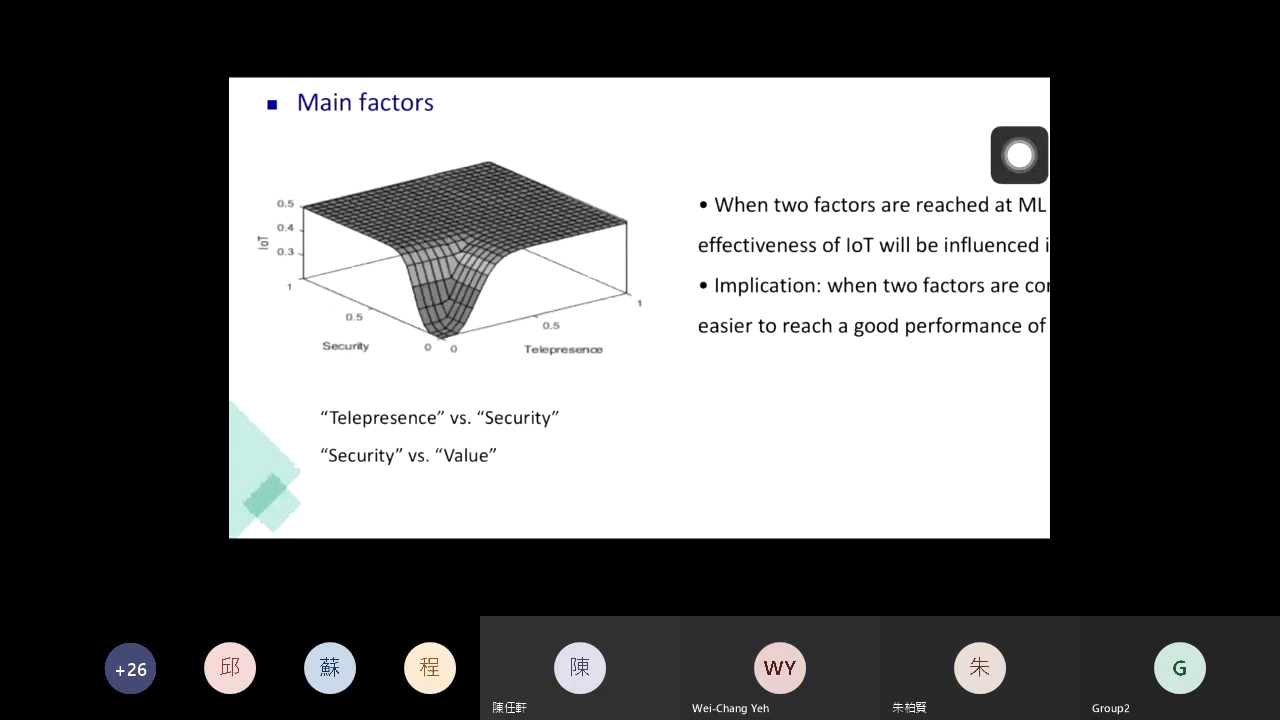 Main factors
0.5
0.4
0.3
IoT
1
0.5
Security
0
0
0.5
1
Telepresence
• When two factors are reached at ML
effectiveness of IoT will be influenced i
• Implication: when two factors are cor
easier to reach a good performance of
“Telepresence” vs. “Security”
“Security” vs. “Value”
+26
邱
蘇
程
陳
陳任軒
WY
Wei-Chang Yeh
朱
朱柏賢
G
Group2